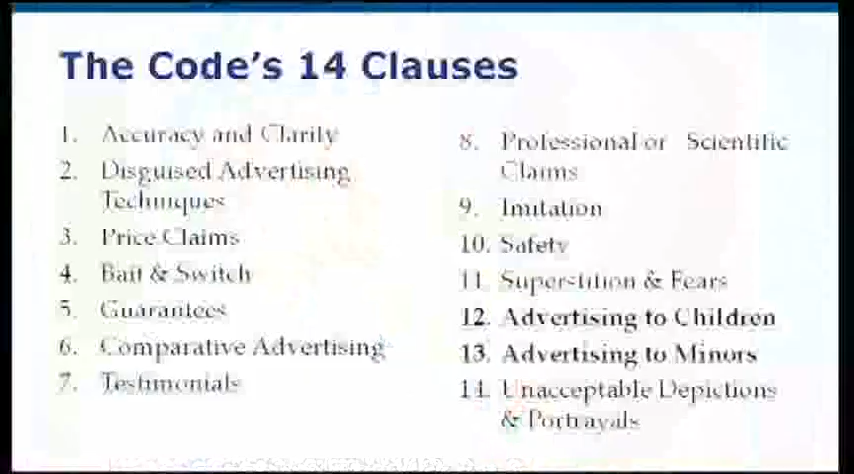 The Code's 14 Clauses
1. Accuracy and Clarity
2. Disguised Advertising
Techniques
3. Price Claims
4. Bait & Switch
5. Guarantees
6. Comparative Advertising
7. Testimonials
8. Professional or Scientific
Claims
9. Imitation
10. Safety
11. Superstition & Fears
12. Advertising to Children
13. Advertising to Minors
14. Unacceptable Depictions
& Portrayals